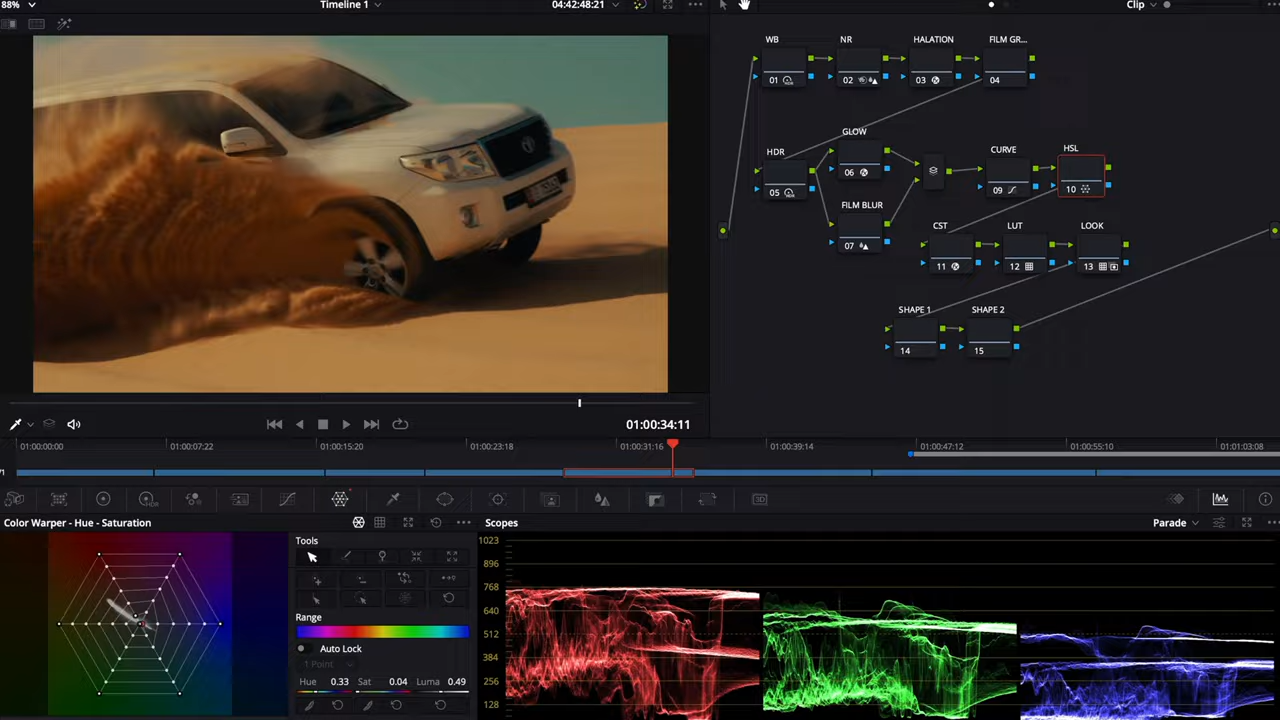 88%
Timeline 1
04:42:48:21
Clip
WB
NR
HALATION
FILM GR...
01
02
03
04
GLOW
HDR
CURVE
HSL
06
05
09
10
FILM BLUR
07
CST
LUT
LOOK
11
12
13
SHAPE 1
SHAPE 2
14
15
01:00:34:11
01:00:00:00
01:00:07:22
01:00:15:20
01:00:23:18
01:00:31:16
01:00:39:14
01:00:47:12
01:00:55:10
01:01:03:08
Color Warper - Hue - Saturation
Scopes
Parade
Tools
1023
896
768
640
512
384
256
128
Range
Auto Lock
1 Point
Hue 0.33 Sat 0.04 Luma 0.49